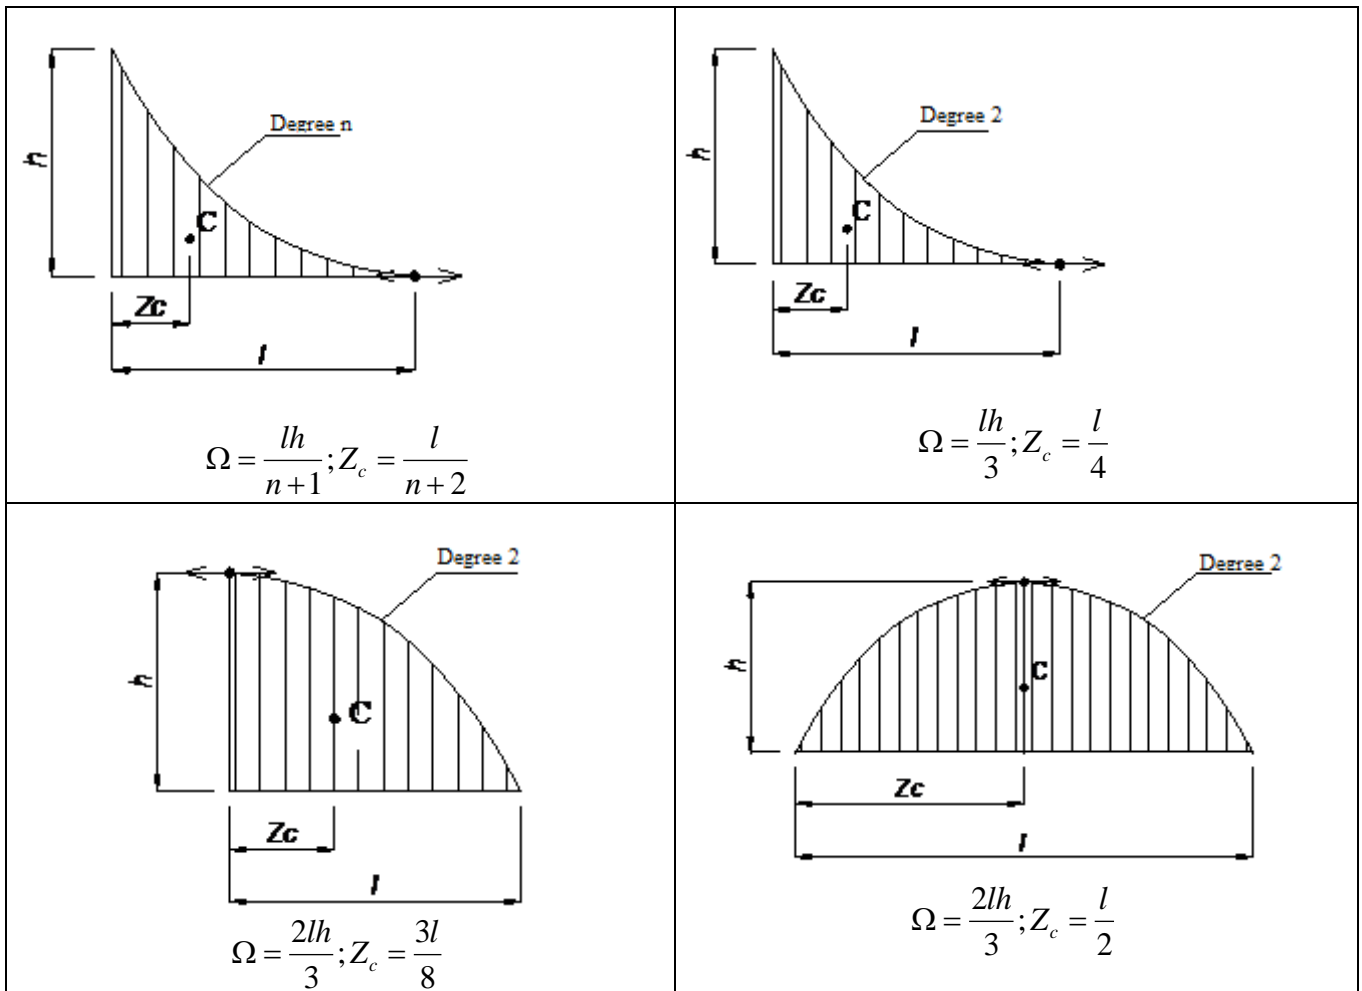 Degree n
h
C
Zc
l
Ω = lh/(n+1); Z_c = l/(n+2)
Degree 2
h
C
Zc
l
Ω = lh/3; Z_c = l/4
Degree 2
h
C
Zc
l
Ω = 2lh/3; Z_c = 3l/8
Degree 2
h
C
Zc
l
Ω = 2lh/3; Z_c = l/2